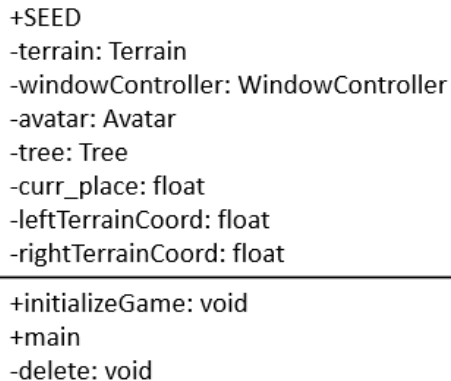 +SEED
-terrain: Terrain
-windowController: WindowController
-avatar: Avatar
-tree: Tree
-curr_place: float
-leftTerrainCoord: float
-rightTerrainCoord: float
+initializeGame: void
+main
-delete: void